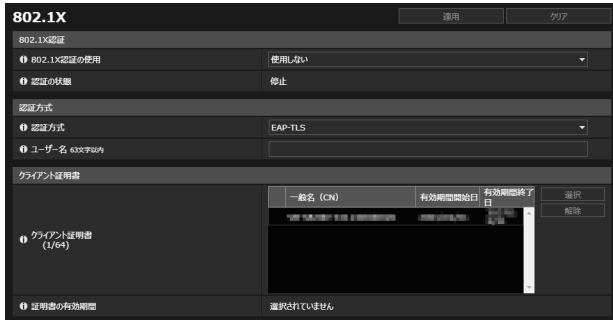 802.1X
適用
クリア
802.1X認証
802.1X認証の使用
使用しない
認証の状態
停止
認証方式
認証方式
EAP-TLS
ユーザー名 63文字以内
クライアント証明書
一般名（CN）
有効期間開始日
有効期間終了
日
選択
解除
クライアント証明書
(1/64)
証明書の有効期間
選択されていません